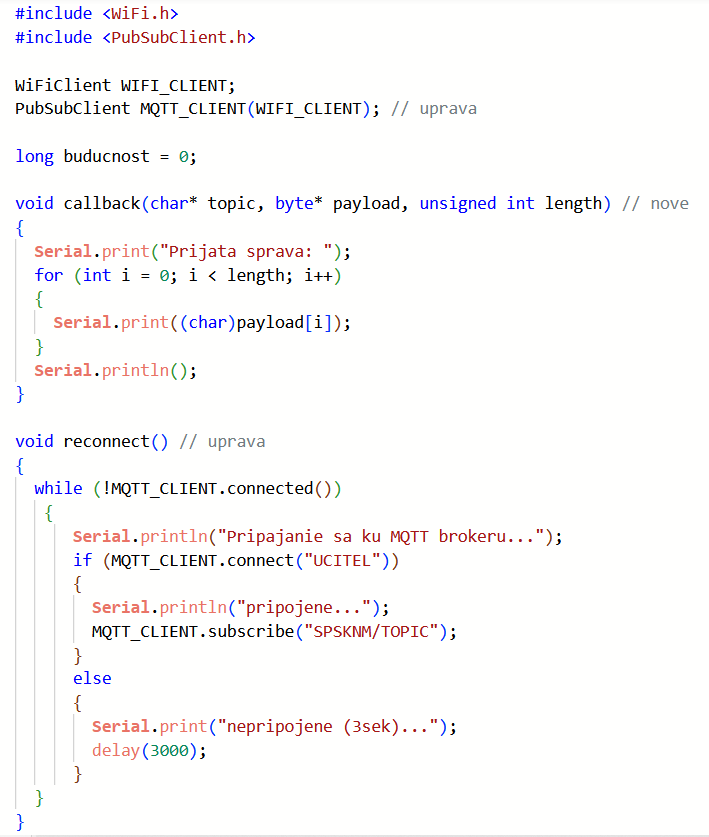 #include <WiFi.h>
#include <PubSubClient.h>
WiFiClient WIFI_CLIENT;
PubSubClient MQTT_CLIENT(WIFI_CLIENT); // uprava
long buducnost = 0;
void callback(char* topic, byte* payload, unsigned int length) // nove
{
Serial.print("Prijata sprava: ");
for (int i = 0; i < length; i++)
{
Serial.print((char)payload[i]);
}
Serial.println();
}
void reconnect() // uprava
{
while (!MQTT_CLIENT.connected())
{
Serial.println("Pripajanie sa ku MQTT brokeru...");
if (MQTT_CLIENT.connect("UCITEL"))
{
Serial.println("pripojene...");
MQTT_CLIENT.subscribe("SPSKNM/TOPIC");
}
else
{
Serial.print("nepripojene (3sek)...");
delay(3000);
}
}
}